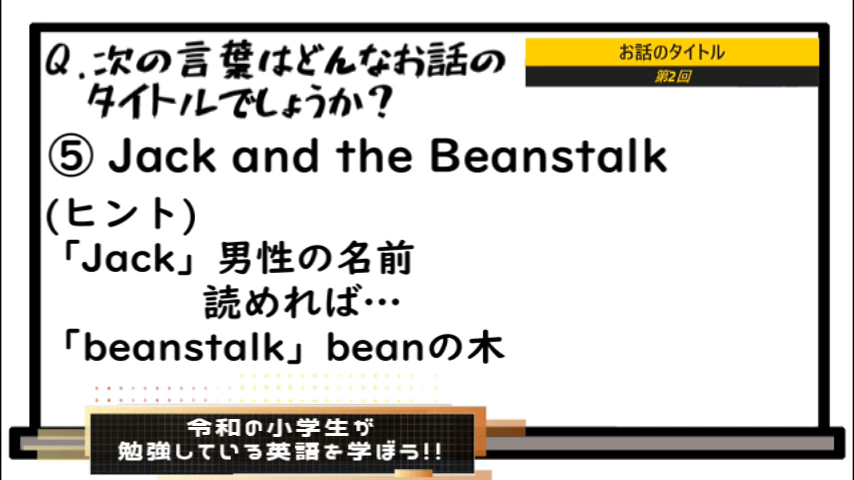 Q.次の言葉はどんなお話の
タイトルでしょうか?
お話のタイトル
第2回
⑤ Jack and the Beanstalk
(ヒント)
「Jack」男性の名前
読めれば…
「beanstalk」beanの木
令和の小学生が
勉強している英語を学ぼう!!